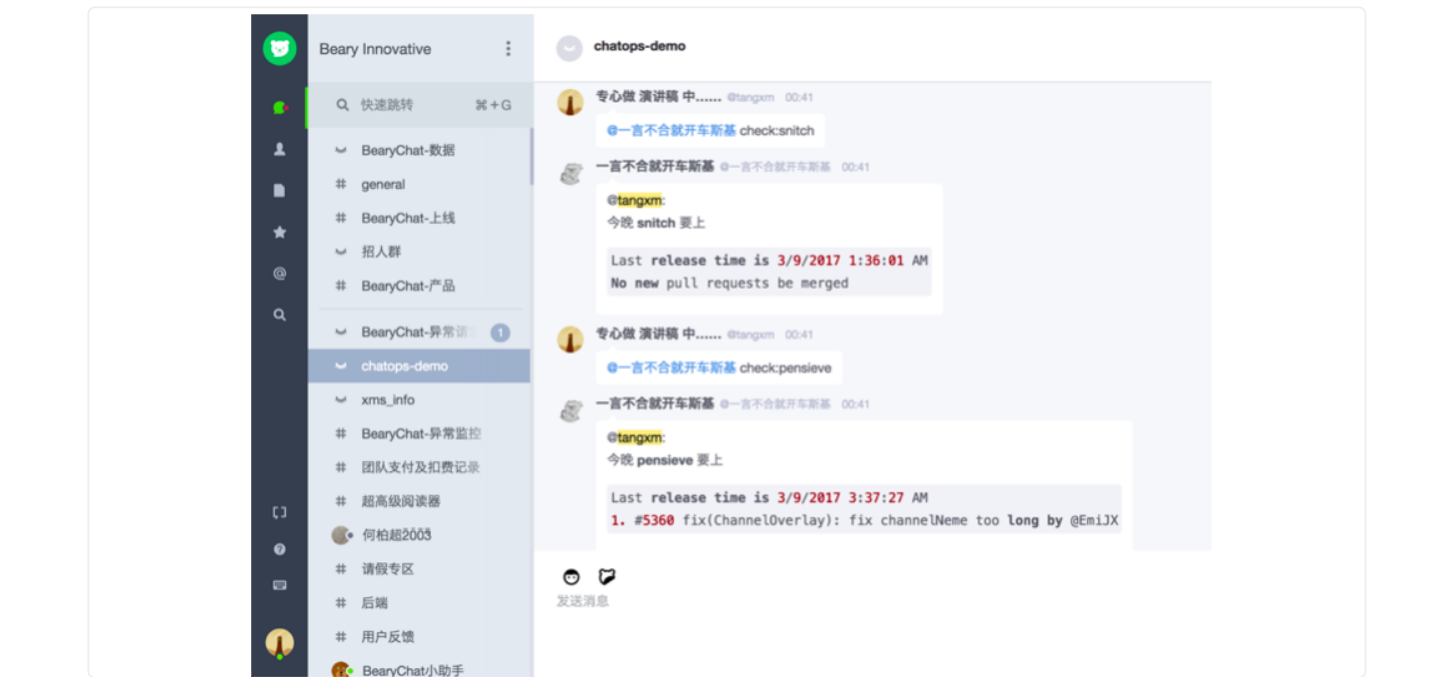 Beary Innovative
快速跳转 ⌘+G
BearyChat-数据
# general
# BearyChat-上线
招人群
# BearyChat-产品
BearyChat-异常谓 1
chatops-demo
xms_info
# BearyChat-异常监控
# 团队支付及扣费记录
# 超高级阅读器
何柏超
# 请假专区
# 后端
# 用户反馈
BearyChat小助手
chatops-demo
专心做 演讲稿 中...... @tangxm 00:41
@一言不合就开车斯基 check:snitch
一言不合就开车斯基 @一言不合就开车斯基 00:41
@tangxm:
今晚 snitch 要上
Last release time is 3/9/2017 1:36:01 AM
No new pull requests be merged
专心做 演讲稿 中...... @tangxm 00:41
@一言不合就开车斯基 check:pensieve
一言不合就开车斯基 @一言不合就开车斯基 00:41
@tangxm:
今晚 pensieve 要上
Last release time is 3/9/2017 3:37:27 AM
1. #5360 fix(ChannelOverlay): fix channelNeme too long by @EmiJX
发送消息